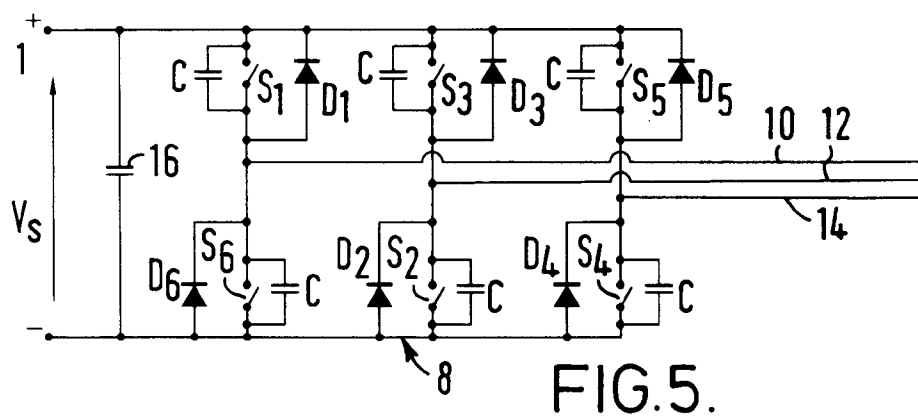 +
1
C
S1
D1
C
S3
D3
C
S5
D5
10
12
16
Vs
14
D6
S6
C
D2
S2
C
D4
S4
C
−
8
FIG.5.